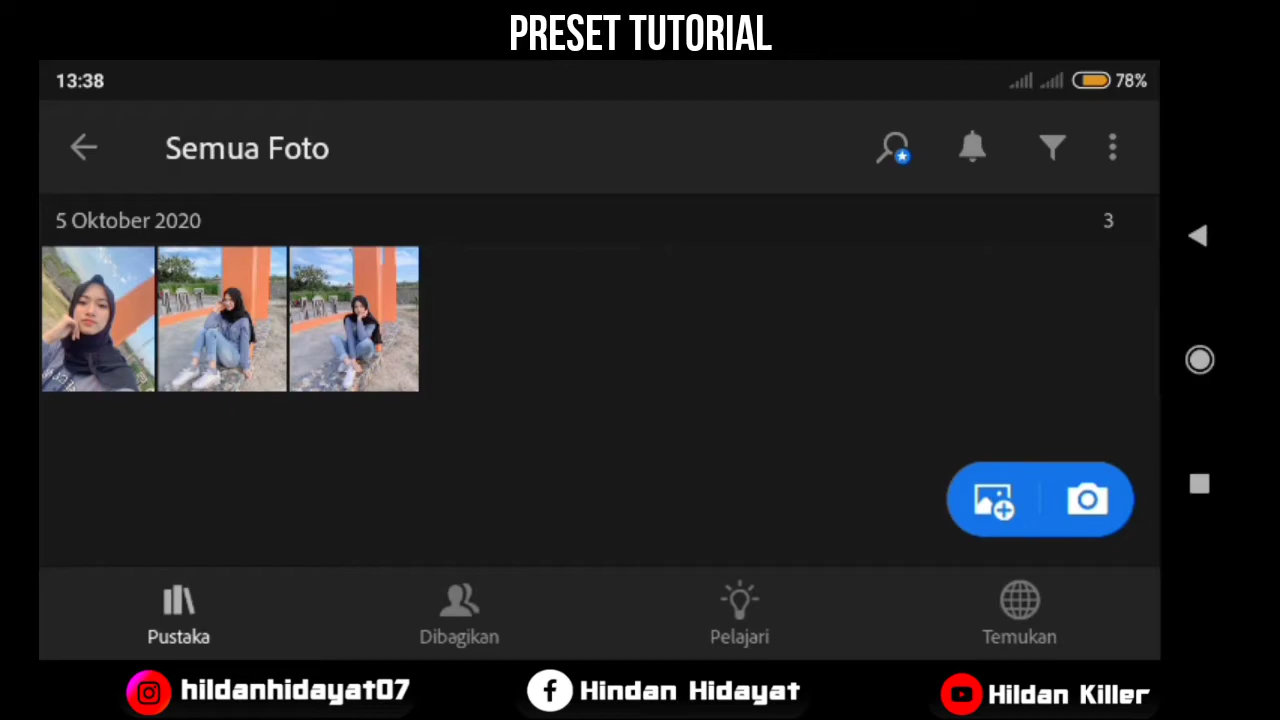 PRESET TUTORIAL
13:38
78%
Semua Foto
5 Oktober 2020
3
Pustaka
Dibagikan
Pelajari
Temukan
hildanhidayat07
Hindan Hidayat
Hildan Killer